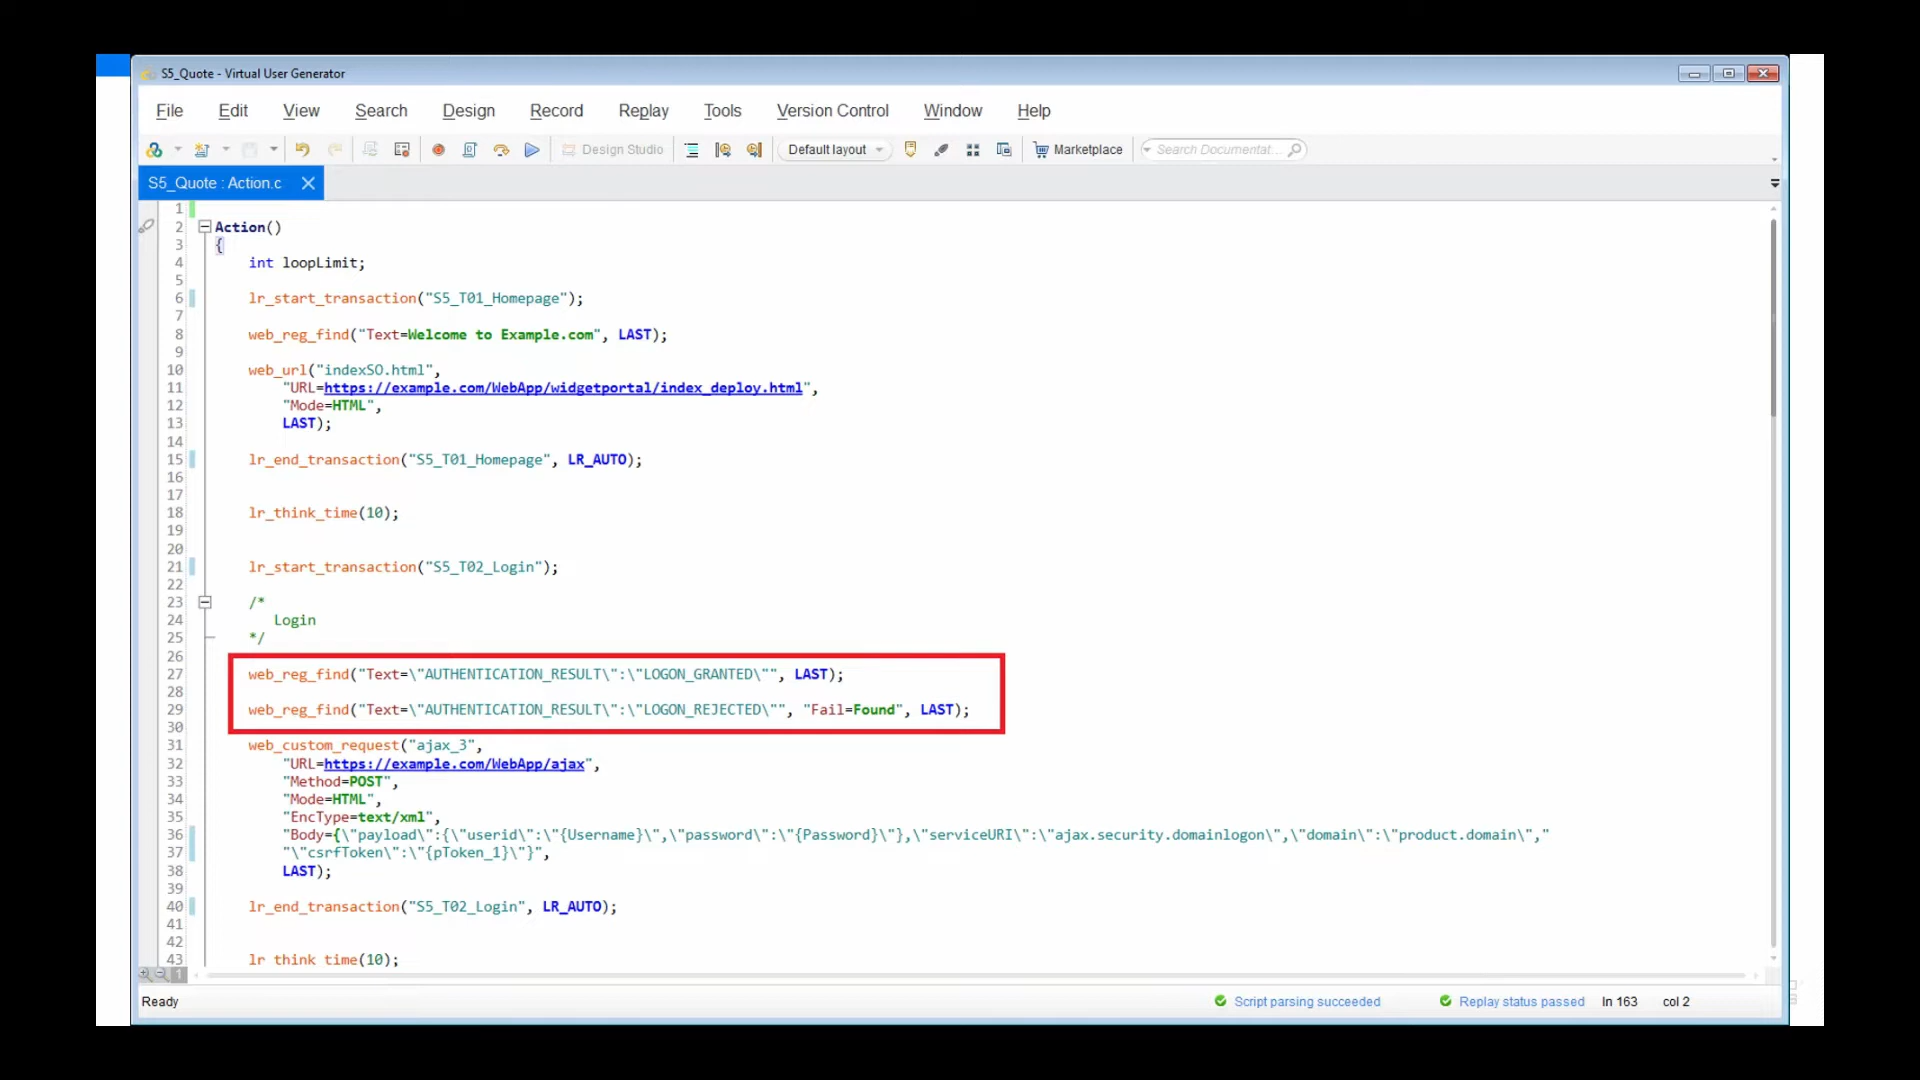 S5_Quote - Virtual User Generator
File Edit View Search Design Record Replay Tools Version Control Window Help
Design Studio Default layout Marketplace Search Documentat...
S5_Quote : Action.c
1
2 Action()
3 {
4 int loopLimit;
5
6 lr_start_transaction("S5_T01_Homepage");
7
8 web_reg_find("Text=Welcome to Example.com", LAST);
9
10 web_url("indexSO.html",
11 "URL=https://example.com/WebApp/widgetportal/index_deploy.html",
12 "Mode=HTML",
13 LAST);
14
15 lr_end_transaction("S5_T01_Homepage", LR_AUTO);
16
17
18 lr_think_time(10);
19
20
21 lr_start_transaction("S5_T02_Login");
22
23 /*
24 Login
25 */
26
27 web_reg_find("Text=\"AUTHENTICATION_RESULT\":\"LOGON_GRANTED\"", LAST);
28
29 web_reg_find("Text=\"AUTHENTICATION_RESULT\":\"LOGON_REJECTED\"", "Fail=Found", LAST);
30
31 web_custom_request("ajax_3",
32 "URL=https://example.com/WebApp/ajax",
33 "Method=POST",
34 "Mode=HTML",
35 "EncType=text/xml",
36 "Body={\"payload\":{\"userid\":\"{Username}\",\"password\":\"{Password}\"},\"serviceURI\":\"ajax.security.domainlogon\",\"domain\":\"product.domain\","
37 "\"csrfToken\":\"{pToken_1}\"}",
38 LAST);
39
40 lr_end_transaction("S5_T02_Login", LR_AUTO);
41
42
43 lr think time(10);
1
Ready Script parsing succeeded Replay status passed ln 163 col 2